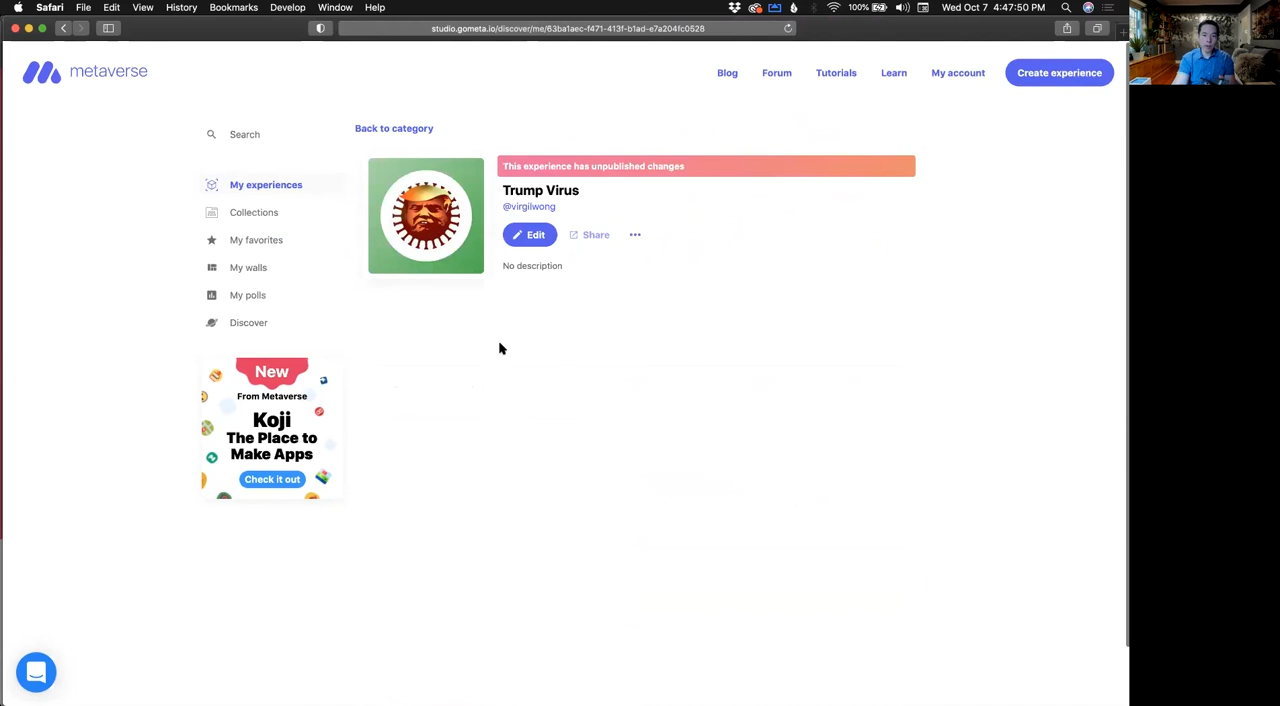 Safari File Edit View History Bookmarks Develop Window Help 100% Wed Oct 7 4:47:50 PM
studio.gometa.io/discover/me/63ba1aec-f471-413f-b1ad-e7a204fc0528
metaverse Blog Forum Tutorials Learn My account Create experience
Search
My experiences
Collections
My favorites
My walls
My polls
Discover
New
From Metaverse
Koji
The Place to
Make Apps
Check it out
Back to category
This experience has unpublished changes
Trump Virus
@virgilwong
Edit Share
No description